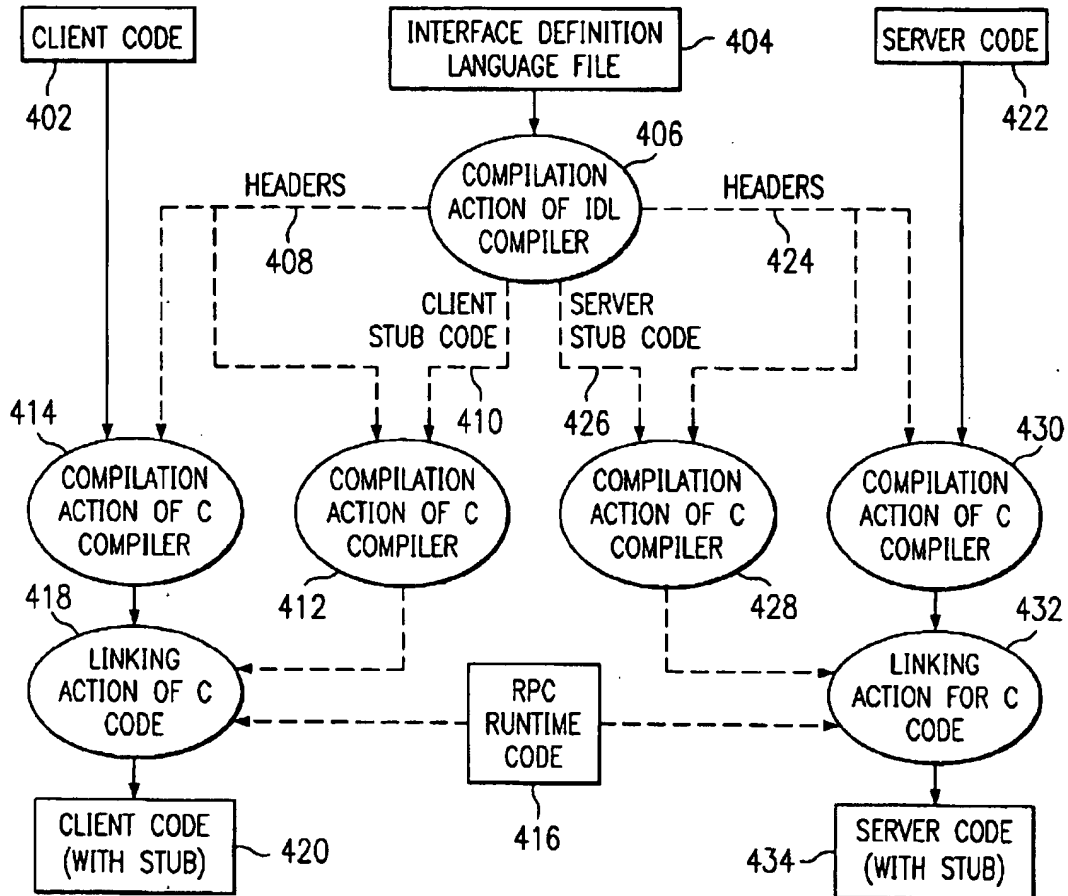 CLIENT CODE
402
INTERFACE DEFINITION
LANGUAGE FILE
404
SERVER CODE
422
406
COMPILATION
ACTION OF IDL
COMPILER
HEADERS
408
HEADERS
424
CLIENT
STUB CODE
410
SERVER
STUB CODE
426
414
COMPILATION
ACTION OF C
COMPILER
COMPILATION
ACTION OF C
COMPILER
412
COMPILATION
ACTION OF C
COMPILER
428
430
COMPILATION
ACTION OF C
COMPILER
418
LINKING
ACTION OF C
CODE
RPC
RUNTIME
CODE
416
432
LINKING
ACTION FOR C
CODE
CLIENT CODE
(WITH STUB)
420
434
SERVER CODE
(WITH STUB)